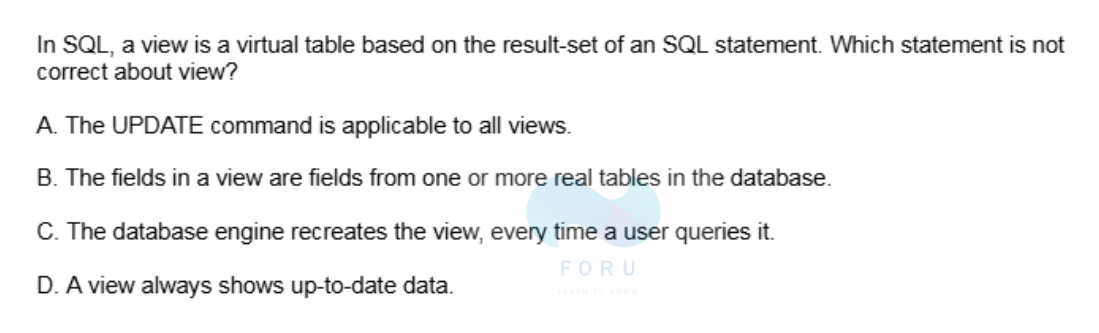 In SQL, a view is a virtual table based on the result-set of an SQL statement. Which statement is not
correct about view?
A. The UPDATE command is applicable to all views.
B. The fields in a view are fields from one or more real tables in the database.
C. The database engine recreates the view, every time a user queries it.
FORU
LEARN TO KNOW
D. A view always shows up-to-date data.